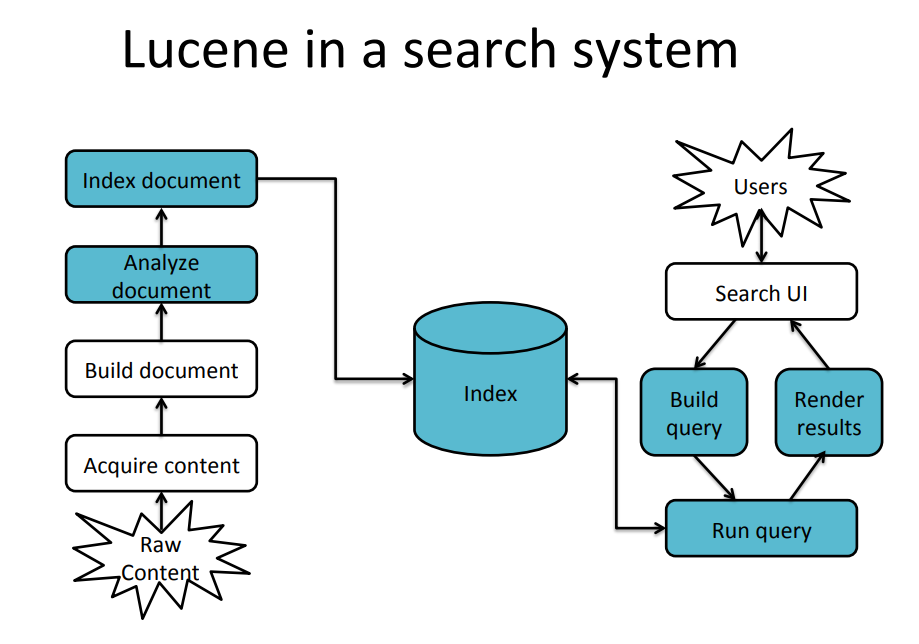 Lucene in a search system
Index document
Analyze
document
Build document
Acquire content
Raw
Content
Index
Users
Search UI
Build
query
Render
results
Run query